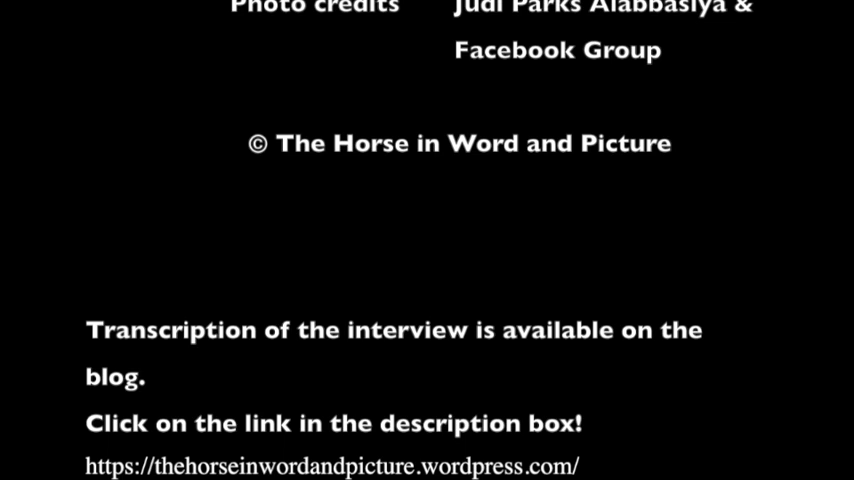 Photo credits Judi Parks Alabbasiya &
Facebook Group
© The Horse in Word and Picture
Transcription of the interview is available on the
blog.
Click on the link in the description box!
https://thehorseinwordandpicture.wordpress.com/